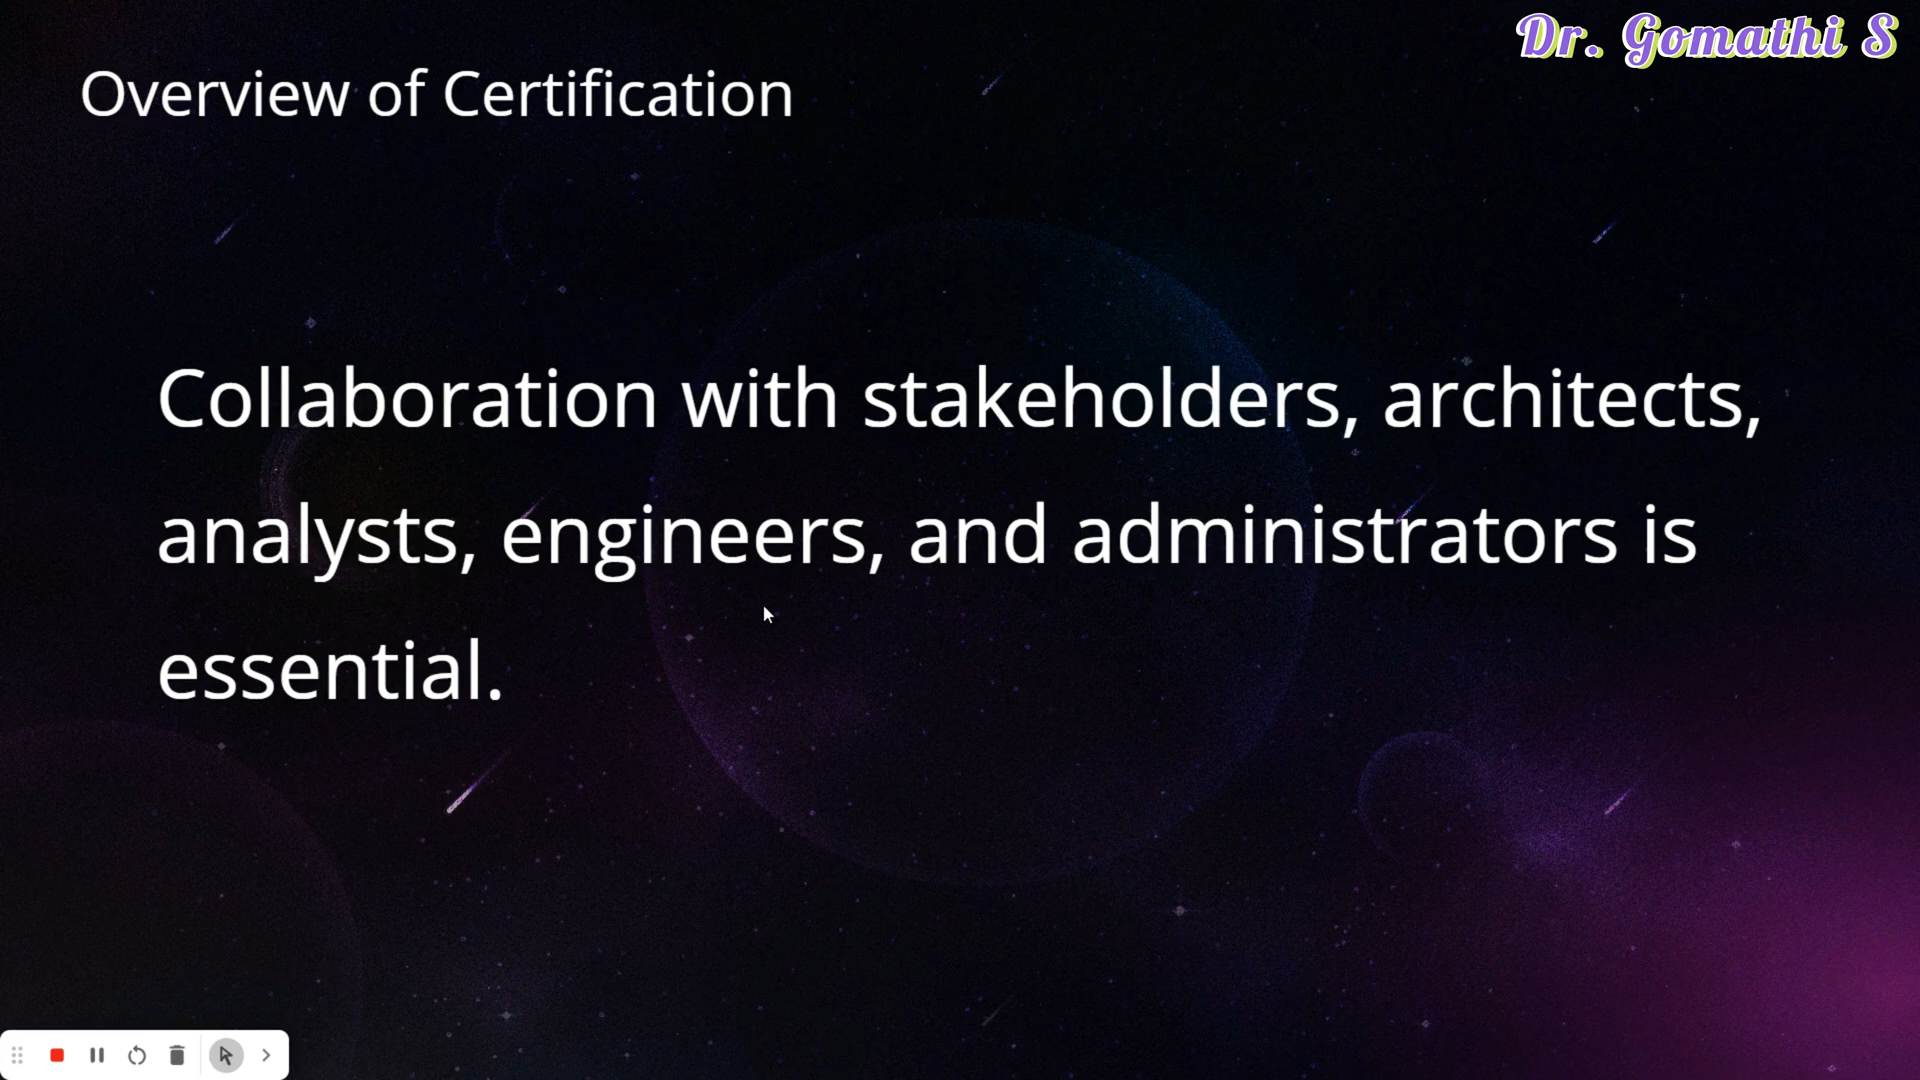 Dr. Gomathi S
Overview of Certification
Collaboration with stakeholders, architects,
analysts, engineers, and administrators is
essential.